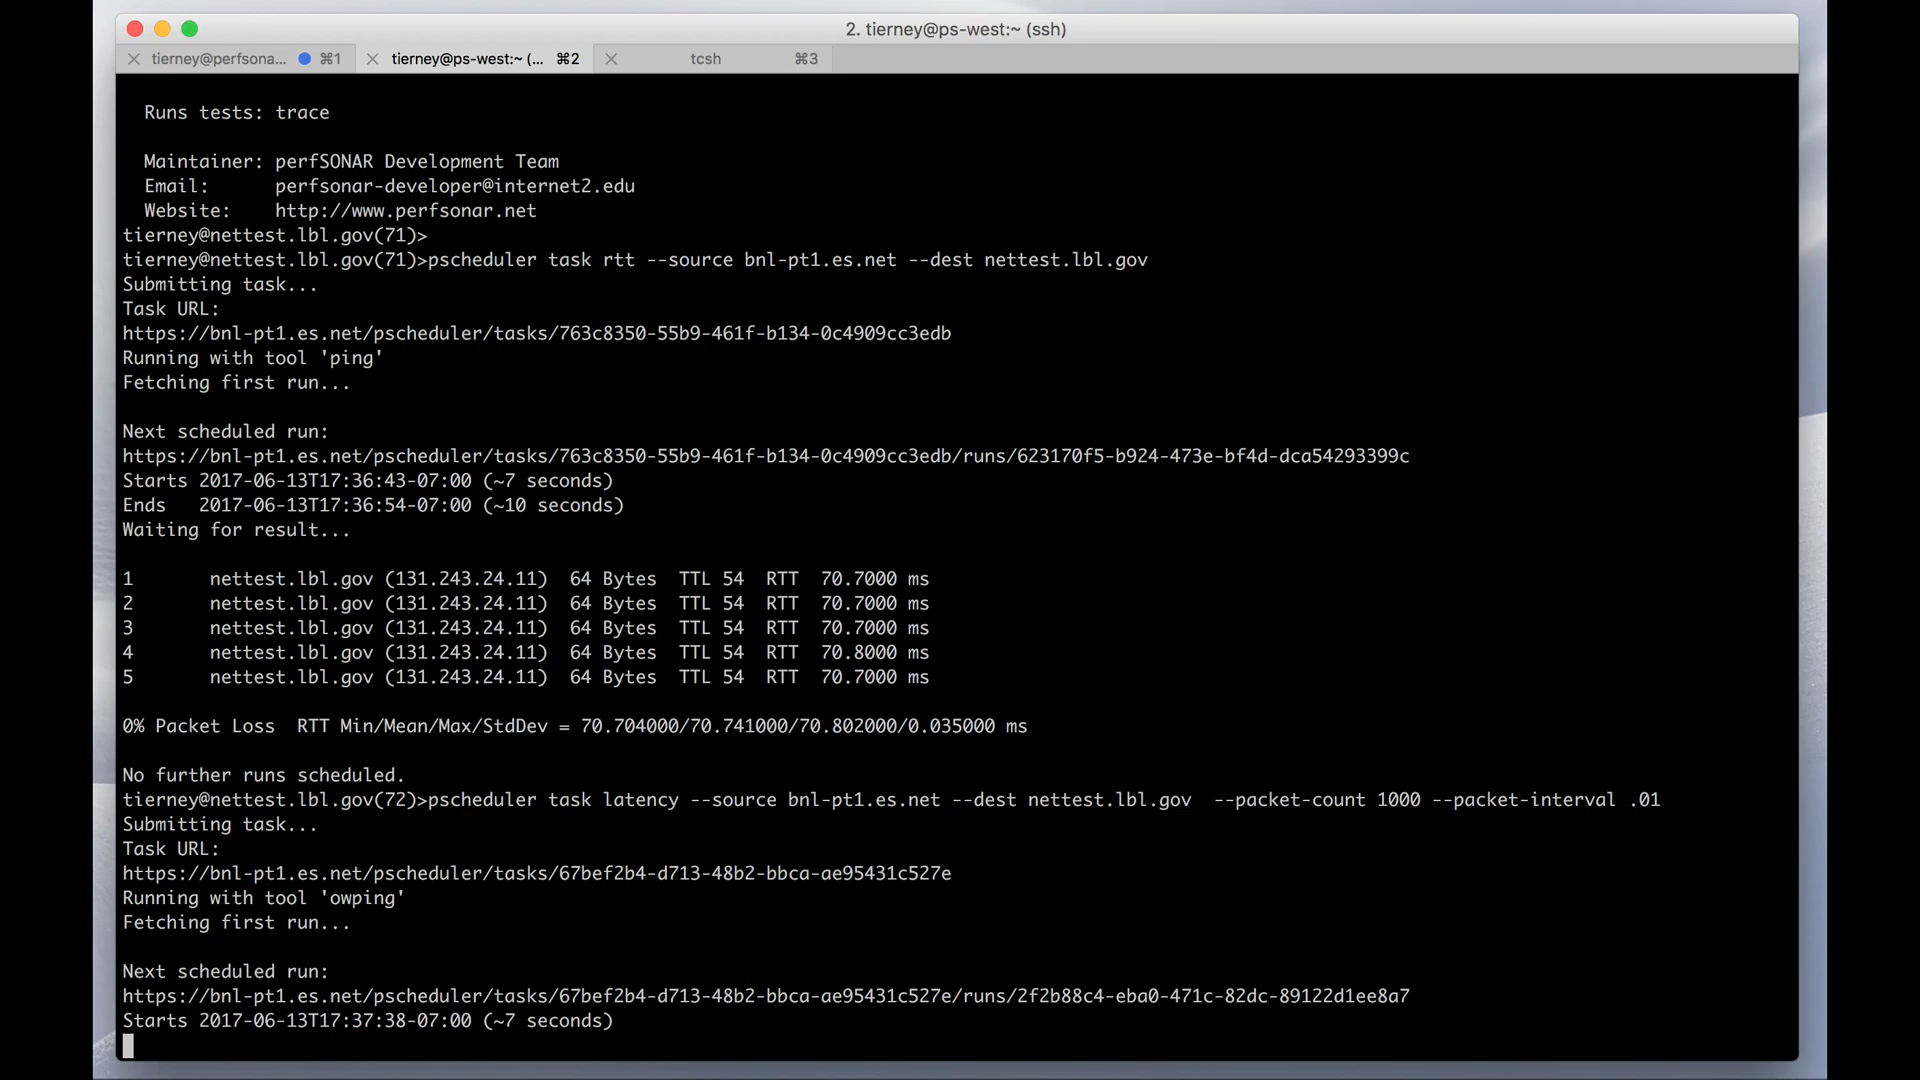 2. tierney@ps-west:~ (ssh)
tierney@perfsona... ⌘1 tierney@ps-west:~ (... ⌘2 tcsh ⌘3
Runs tests: trace
Maintainer: perfSONAR Development Team
Email: perfsonar-developer@internet2.edu
Website: http://www.perfsonar.net
tierney@nettest.lbl.gov(71)>
tierney@nettest.lbl.gov(71)>pscheduler task rtt --source bnl-pt1.es.net --dest nettest.lbl.gov
Submitting task...
Task URL:
https://bnl-pt1.es.net/pscheduler/tasks/763c8350-55b9-461f-b134-0c4909cc3edb
Running with tool 'ping'
Fetching first run...
Next scheduled run:
https://bnl-pt1.es.net/pscheduler/tasks/763c8350-55b9-461f-b134-0c4909cc3edb/runs/623170f5-b924-473e-bf4d-dca54293399c
Starts 2017-06-13T17:36:43-07:00 (~7 seconds)
Ends 2017-06-13T17:36:54-07:00 (~10 seconds)
Waiting for result...
1 nettest.lbl.gov (131.243.24.11) 64 Bytes TTL 54 RTT 70.7000 ms
2 nettest.lbl.gov (131.243.24.11) 64 Bytes TTL 54 RTT 70.7000 ms
3 nettest.lbl.gov (131.243.24.11) 64 Bytes TTL 54 RTT 70.7000 ms
4 nettest.lbl.gov (131.243.24.11) 64 Bytes TTL 54 RTT 70.8000 ms
5 nettest.lbl.gov (131.243.24.11) 64 Bytes TTL 54 RTT 70.7000 ms
0% Packet Loss RTT Min/Mean/Max/StdDev = 70.704000/70.741000/70.802000/0.035000 ms
No further runs scheduled.
tierney@nettest.lbl.gov(72)>pscheduler task latency --source bnl-pt1.es.net --dest nettest.lbl.gov --packet-count 1000 --packet-interval .01
Submitting task...
Task URL:
https://bnl-pt1.es.net/pscheduler/tasks/67bef2b4-d713-48b2-bbca-ae95431c527e
Running with tool 'owping'
Fetching first run...
Next scheduled run:
https://bnl-pt1.es.net/pscheduler/tasks/67bef2b4-d713-48b2-bbca-ae95431c527e/runs/2f2b88c4-eba0-471c-82dc-89122d1ee8a7
Starts 2017-06-13T17:37:38-07:00 (~7 seconds)